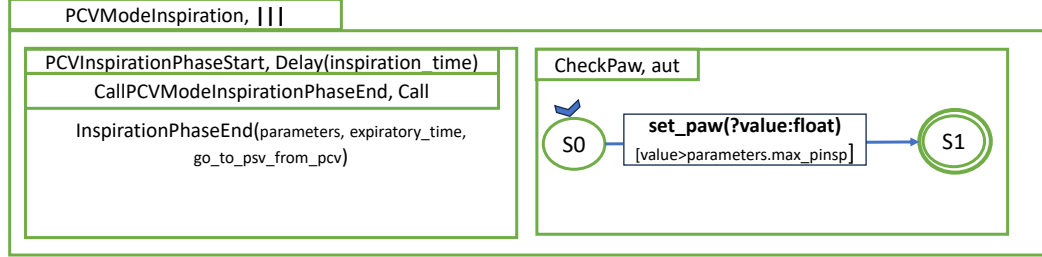 PCVModeInspiration, |||
PCVInspirationPhaseStart, Delay(inspiration_time)
CallPCVModeInspirationPhaseEnd, Call
InspirationPhaseEnd(parameters, expiratory_time,
go_to_psv_from_pcv)
CheckPaw, aut
S0
set_paw(?value:float)
[value>parameters.max_pinsp]
S1